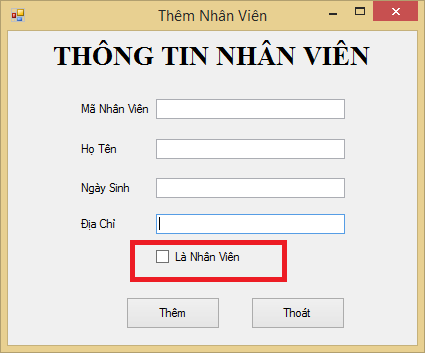 Thêm Nhân Viên
THÔNG TIN NHÂN VIÊN
Mã Nhân Viên
Họ Tên
Ngày Sinh
Địa Chỉ
Là Nhân Viên
Thêm Thoát